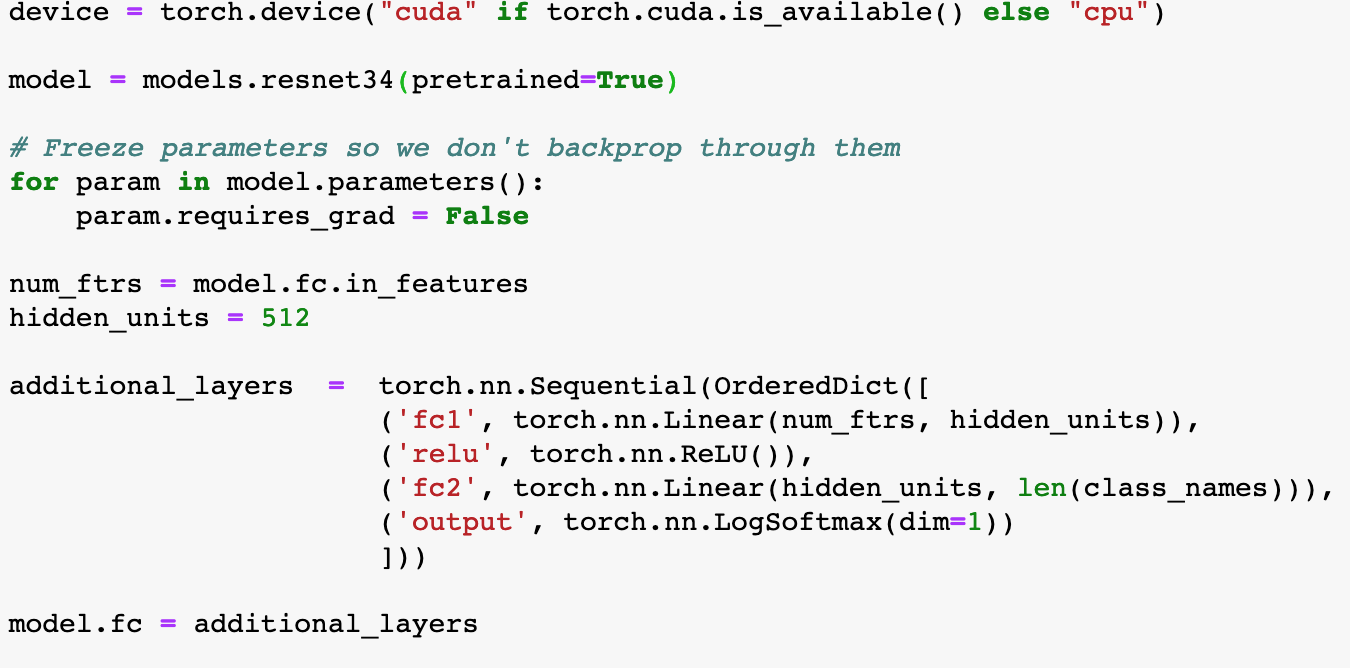 device = torch.device("cuda" if torch.cuda.is_available() else "cpu")
model = models.resnet34(pretrained=True)
# Freeze parameters so we don't backprop through them
for param in model.parameters():
    param.requires_grad = False
num_ftrs = model.fc.in_features
hidden_units = 512
additional_layers  =  torch.nn.Sequential(OrderedDict([
                      ('fc1', torch.nn.Linear(num_ftrs, hidden_units)),
                      ('relu', torch.nn.ReLU()),
                      ('fc2', torch.nn.Linear(hidden_units, len(class_names))),
                      ('output', torch.nn.LogSoftmax(dim=1))
                      ]))
model.fc = additional_layers